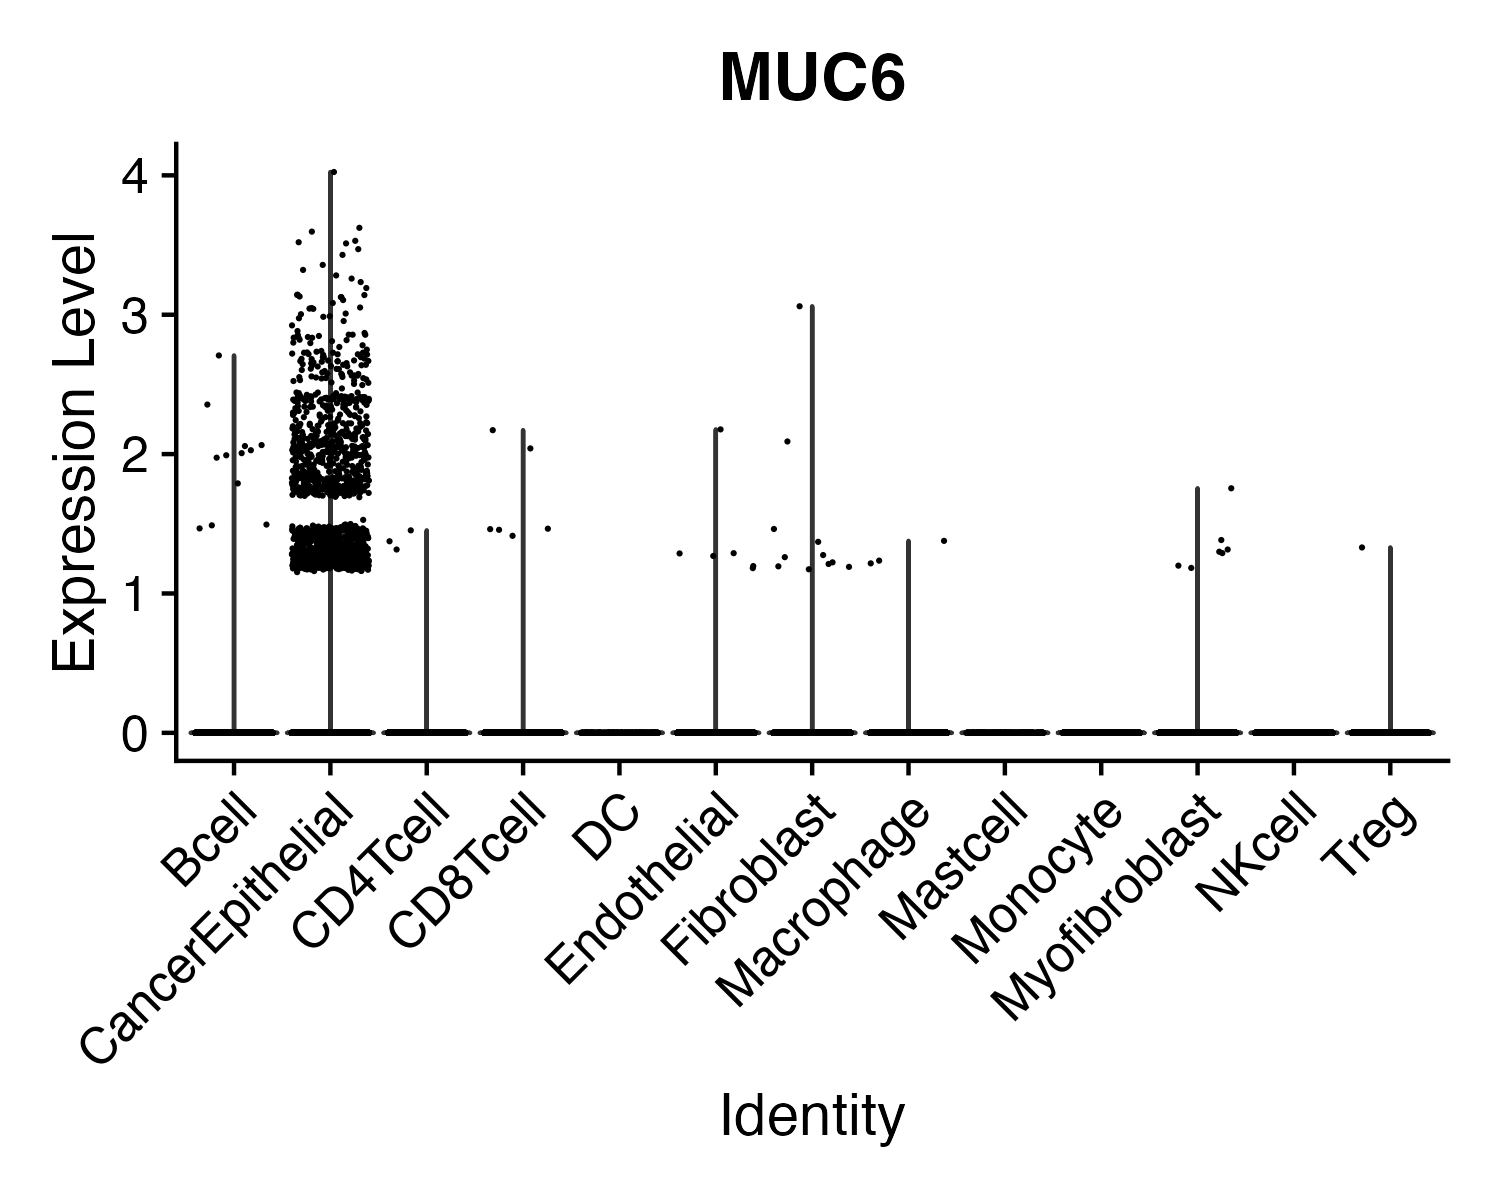 MUC6
Expression Level
4
3
2
1
0
Bcell
CancerEpithelial
CD4Tcell
CD8Tcell
DC
Endothelial
Fibroblast
Macrophage
Mastcell
Monocyte
Myofibroblast
NKcell
Treg
Identity